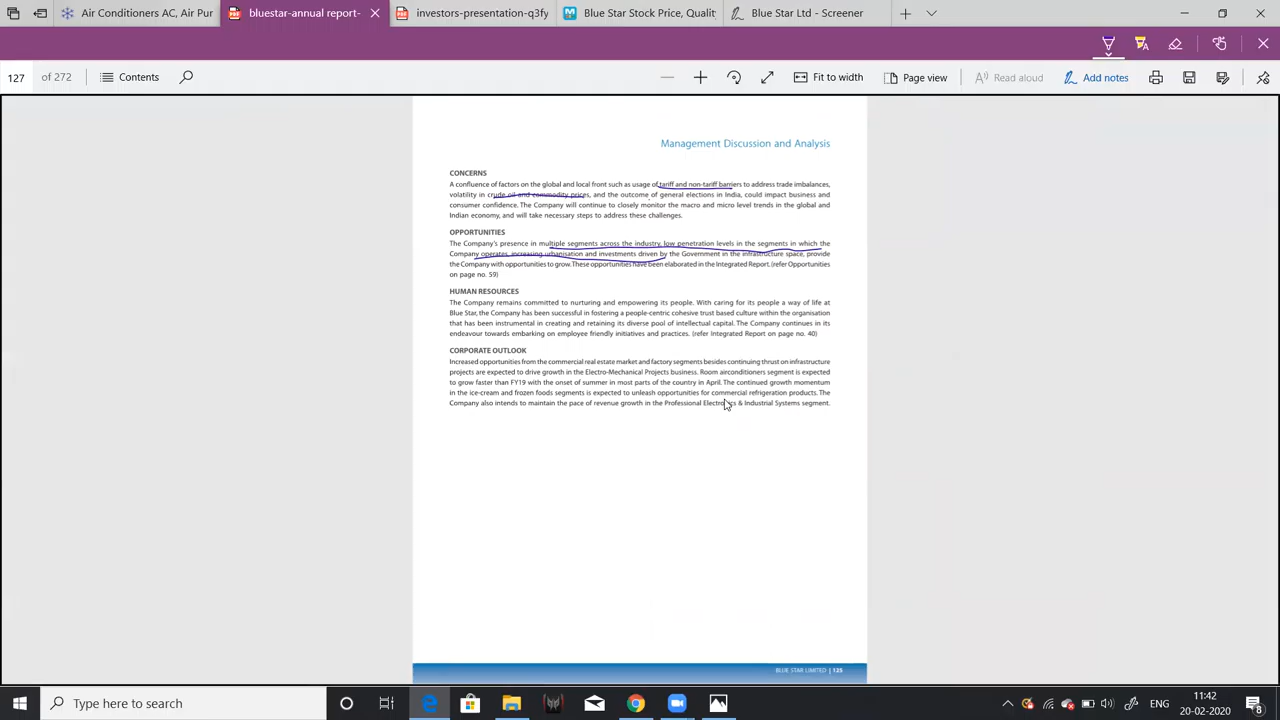 Air Conditioners AC, Air Pur
bluestar-annual report-
investors-notification-q3fy
Blue Star Ltd. Blue Star Ltd.
Blue Star Ltd - Screener
127 of 272 Contents Fit to width Page view Read aloud Add notes
Management Discussion and Analysis
CONCERNS
A confluence of factors on the global and local front such as usage of tariff and non-tariff barriers to address trade imbalances,
volatility in crude oil and commodity prices, and the outcome of general elections in India, could impact business and
consumer confidence. The Company will continue to closely monitor the macro and micro level trends in the global and
Indian economy, and will take necessary steps to address these challenges.
OPPORTUNITIES
The Company's presence in multiple segments across the industry, low penetration levels in the segments in which the
Company operates, increasing urbanisation and investments driven by the Government in the infrastructure space, provide
the Company with opportunities to grow. These opportunities have been elaborated in the Integrated Report. (refer Opportunities
on page no. 59)
HUMAN RESOURCES
The Company remains committed to nurturing and empowering its people. With caring for its people a way of life at
Blue Star, the Company has been successful in fostering a people-centric cohesive trust based culture within the organisation
that has been instrumental in creating and retaining its diverse pool of intellectual capital. The Company continues in its
endeavour towards embarking on employee friendly initiatives and practices. (refer Integrated Report on page no. 40)
CORPORATE OUTLOOK
Increased opportunities from the commercial real estate market and factory segments besides continuing thrust on infrastructure
projects are expected to drive growth in the Electro-Mechanical Projects business. Room airconditioners segment is expected
to grow faster than FY19 with the onset of summer in most parts of the country in April. The continued growth momentum
in the ice-cream and frozen foods segments is expected to unleash opportunities for commercial refrigeration products. The
Company also intends to maintain the pace of revenue growth in the Professional Electronics & Industrial Systems segment.
BLUE STAR LIMITED | 125
Type here to search
ENG
11:42
20-02-2020
8